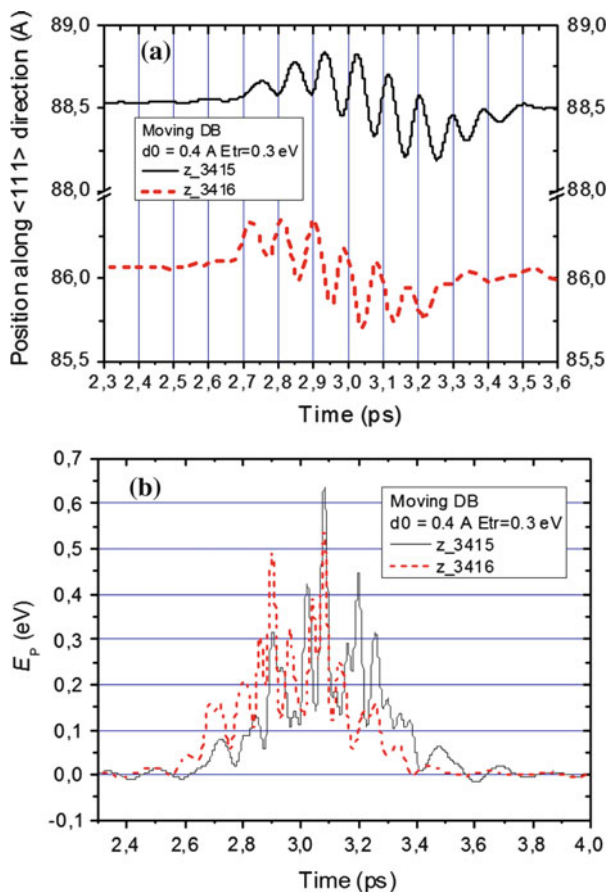 (a)
Position along <111> direction (A)
89,0
88,5
88,0
86,0
85,5
89,0
88,5
88,0
86,0
85,5
Moving DB
d0 = 0.4 A Etr=0.3 eV
z_3415
z_3416
2,3 2,4 2,5 2,6 2,7 2,8 2,9 3,0 3,1 3,2 3,3 3,4 3,5 3,6
Time (ps)
(b)
E_P (eV)
0,7
0,6
0,5
0,4
0,3
0,2
0,1
0,0
-0,1
Moving DB
d0 = 0.4 A Etr=0.3 eV
z_3415
z_3416
2,4 2,6 2,8 3,0 3,2 3,4 3,6 3,8 4,0
Time (ps)